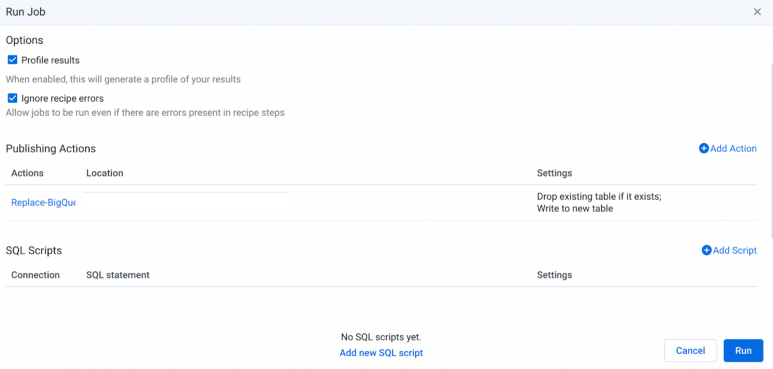 Run Job
Options
Profile results
When enabled, this will generate a profile of your results
Ignore recipe errors
Allow jobs to be run even if there are errors present in recipe steps
Publishing Actions
Add Action
Actions Location Settings
Replace-BigQue Drop existing table if it exists;
Write to new table
SQL Scripts
Add Script
Connection SQL statement Settings
No SQL scripts yet.
Add new SQL script
Cancel Run